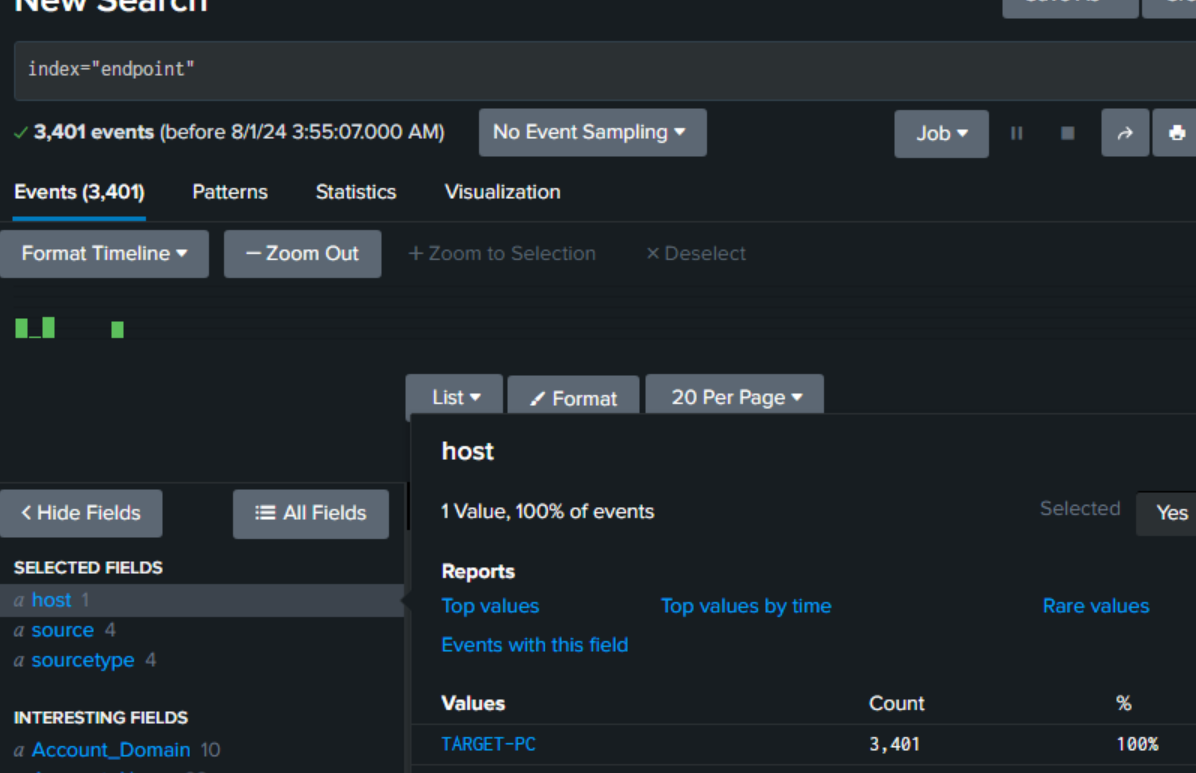 New Search
index="endpoint"
✓ 3,401 events (before 8/1/24 3:55:07.000 AM) No Event Sampling ▾ Job ▾
Events (3,401) Patterns Statistics Visualization
Format Timeline ▾ — Zoom Out + Zoom to Selection × Deselect
List ▾ Format 20 Per Page ▾
host
< Hide Fields All Fields
1 Value, 100% of events Selected Yes
SELECTED FIELDS
a host 1
a source 4
a sourcetype 4
INTERESTING FIELDS
a Account_Domain 10
Reports
Top values Top values by time Rare values
Events with this field
Values Count %
TARGET-PC 3,401 100%